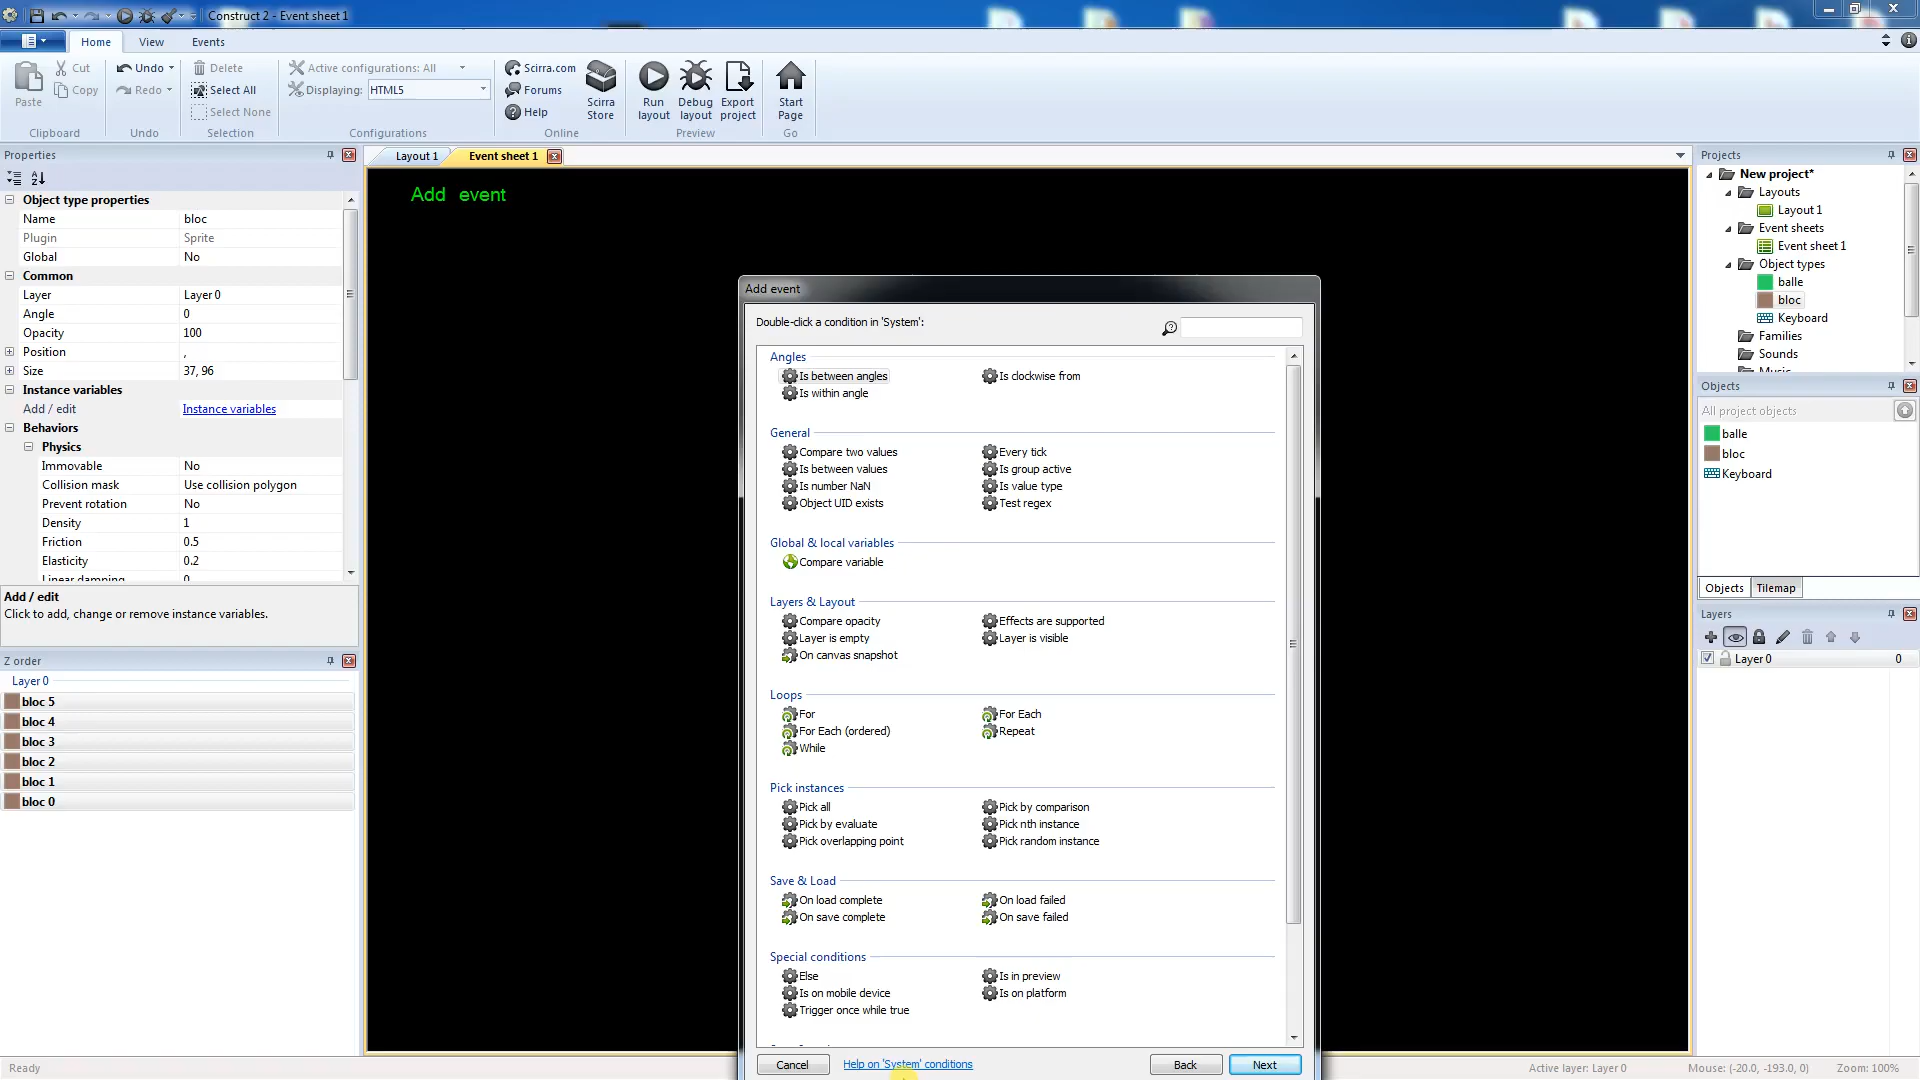 Construct 2 - Event sheet 1
Home
View
Events
Paste
Cut
Copy
Clipboard
Undo
Redo
Undo
Delete
Select All
Select None
Selection
Active configurations: All
Displaying: HTML5
Configurations
Scirra.com
Forums
Help
Scirra
Store
Online
Run
layout
Debug
layout
Export
project
Preview
Start
Page
Go
Properties
Object type properties
Name bloc
Plugin Sprite
Global No
Common
Layer Layer 0
Angle 0
Opacity 100
Position ,
Size 37, 96
Instance variables
Add / edit Instance variables
Behaviors
Physics
Immovable No
Collision mask Use collision polygon
Prevent rotation No
Density 1
Friction 0.5
Elasticity 0.2
Linear damping 0
Add / edit
Click to add, change or remove instance variables.
Z order
Layer 0
bloc 5
bloc 4
bloc 3
bloc 2
bloc 1
bloc 0
Layout 1
Event sheet 1
Add event
Add event
Double-click a condition in 'System':
Angles
Is between angles
Is clockwise from
Is within angle
General
Compare two values
Every tick
Is between values
Is group active
Is number NaN
Is value type
Object UID exists
Test regex
Global & local variables
Compare variable
Layers & Layout
Compare opacity
Effects are supported
Layer is empty
Layer is visible
On canvas snapshot
Loops
For
For Each
For Each (ordered)
Repeat
While
Pick instances
Pick all
Pick by comparison
Pick by evaluate
Pick nth instance
Pick overlapping point
Pick random instance
Save & Load
On load complete
On load failed
On save complete
On save failed
Special conditions
Else
Is in preview
Is on mobile device
Is on platform
Trigger once while true
Cancel
Help on 'System' conditions
Back
Next
Projects
New project*
Layouts
Layout 1
Event sheets
Event sheet 1
Object types
balle
bloc
Keyboard
Families
Sounds
Music
Objects
All project objects
balle
bloc
Keyboard
Objects
Tilemap
Layers
Layer 0 0
Ready
Active layer: Layer 0
Mouse: (-20.0, -193.0, 0)
Zoom: 100%